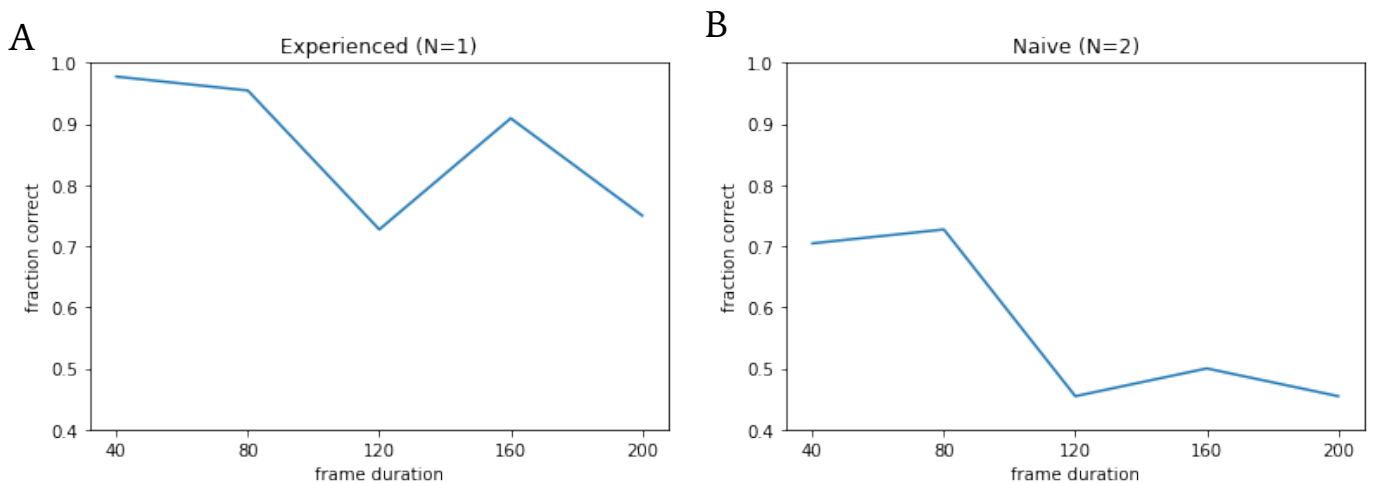 A
Experienced (N=1)
1.0
0.9
0.8
0.7
0.6
0.5
0.4
fraction correct
40 80 120 160 200
frame duration
B
Naive (N=2)
1.0
0.9
0.8
0.7
0.6
0.5
0.4
fraction correct
40 80 120 160 200
frame duration